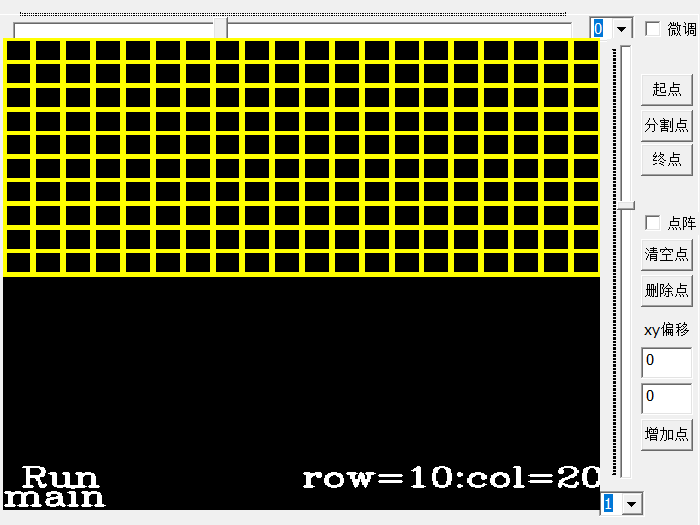 0
微调
起点
分割点
终点
点阵
清空点
删除点
xy偏移
0
0
增加点
Run
row=10:col=20
main
1